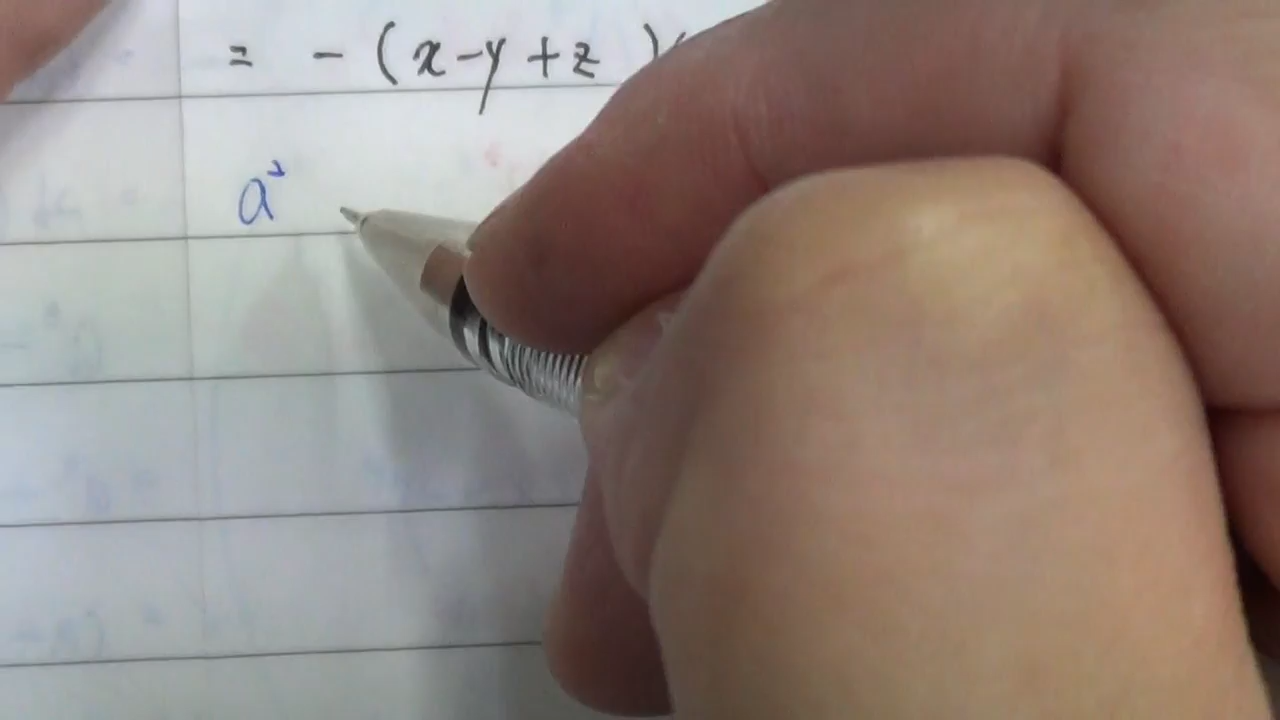 = - (x-y+z)(
a²